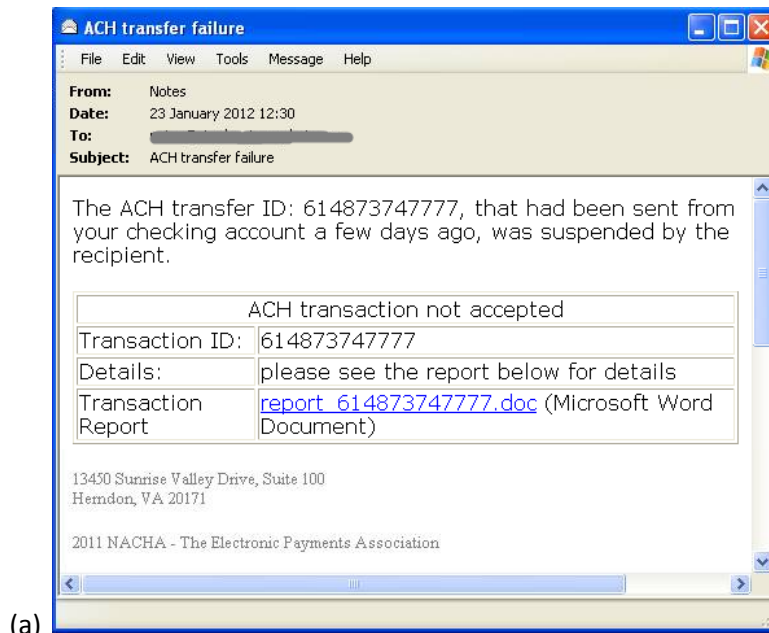 ACH transfer failure
File Edit View Tools Message Help
From: Notes
Date: 23 January 2012 12:30
To:
Subject: ACH transfer failure
The ACH transfer ID: 614873747777, that had been sent from
your checking account a few days ago, was suspended by the
recipient.
ACH transaction not accepted
Transaction ID: 614873747777
Details: please see the report below for details
Transaction report_614873747777.doc (Microsoft Word
Report Document)
13450 Sunrise Valley Drive, Suite 100
Herndon, VA 20171
2011 NACHA - The Electronic Payments Association
(a)